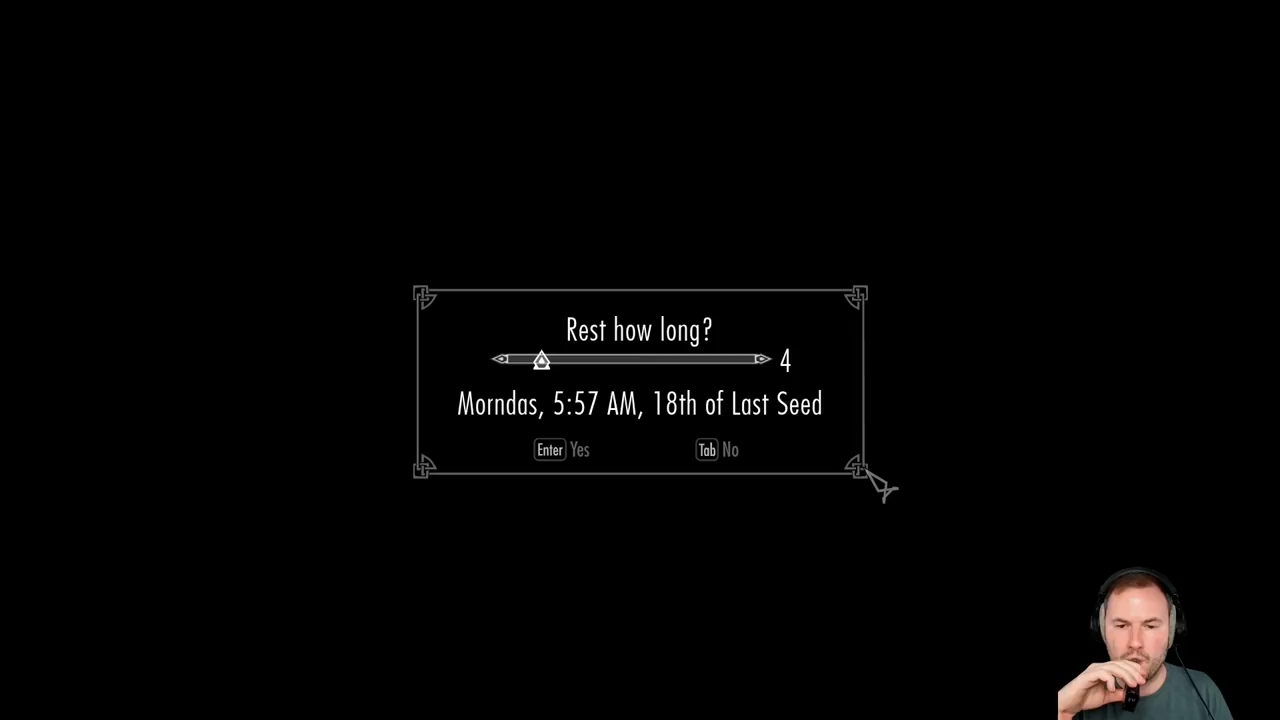 Rest how long?
4
Morndas, 5:57 AM, 18th of Last Seed
Enter Yes Tab No